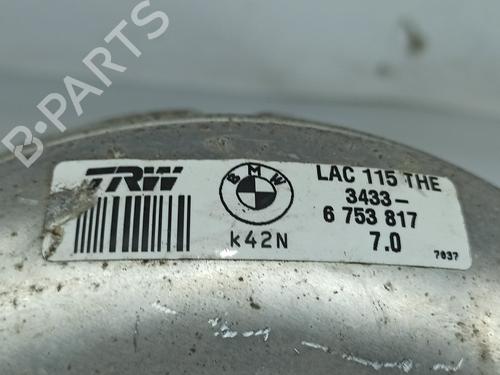 B-PARTS
TRW
BMW
k42N
LAC 115 THE
3433-
6 753 817
7.0
7037